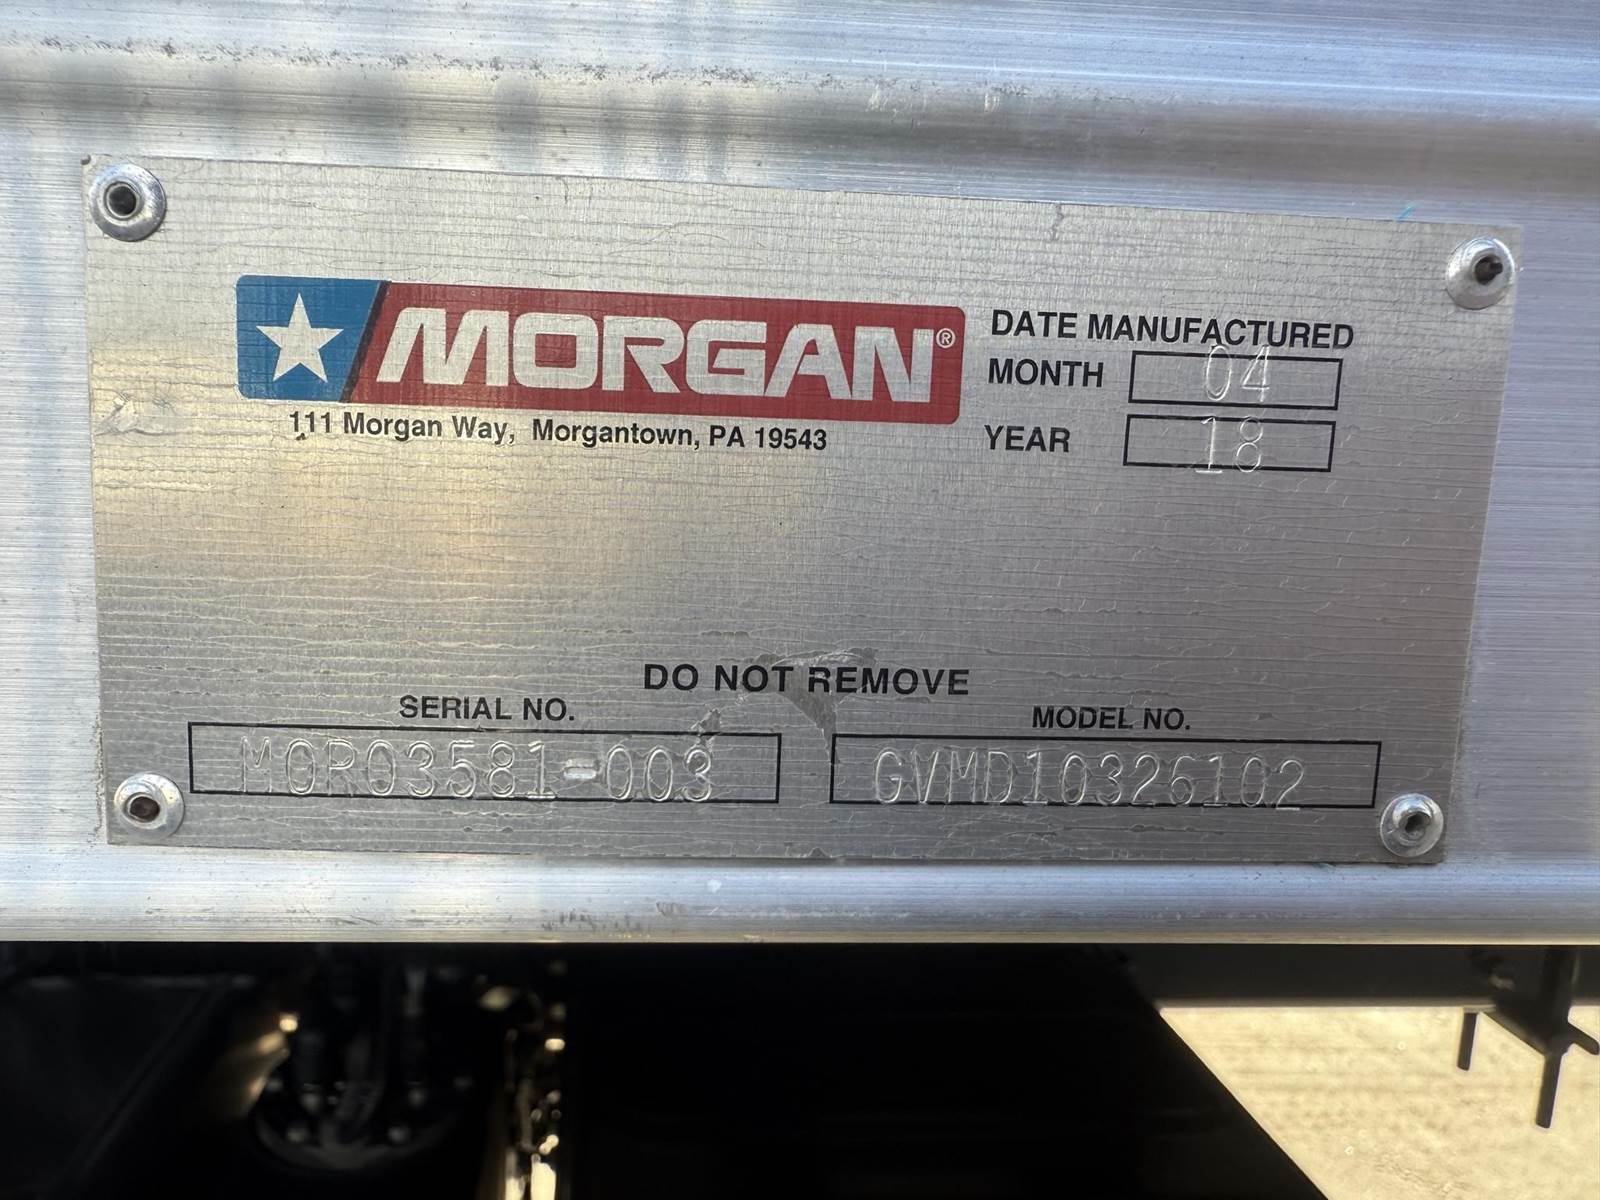 MORGAN®
111 Morgan Way, Morgantown, PA 19543
DATE MANUFACTURED
MONTH 04
YEAR 18
DO NOT REMOVE
SERIAL NO.
MORO3581-003
MODEL NO.
GVMD10326102